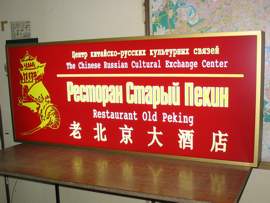 Центр китайско-русских культурных связей
The Chinese Russian Cultural Exchange Center
Ресторан Старый Пекин
Restaurant Old Peking
老北京大酒店